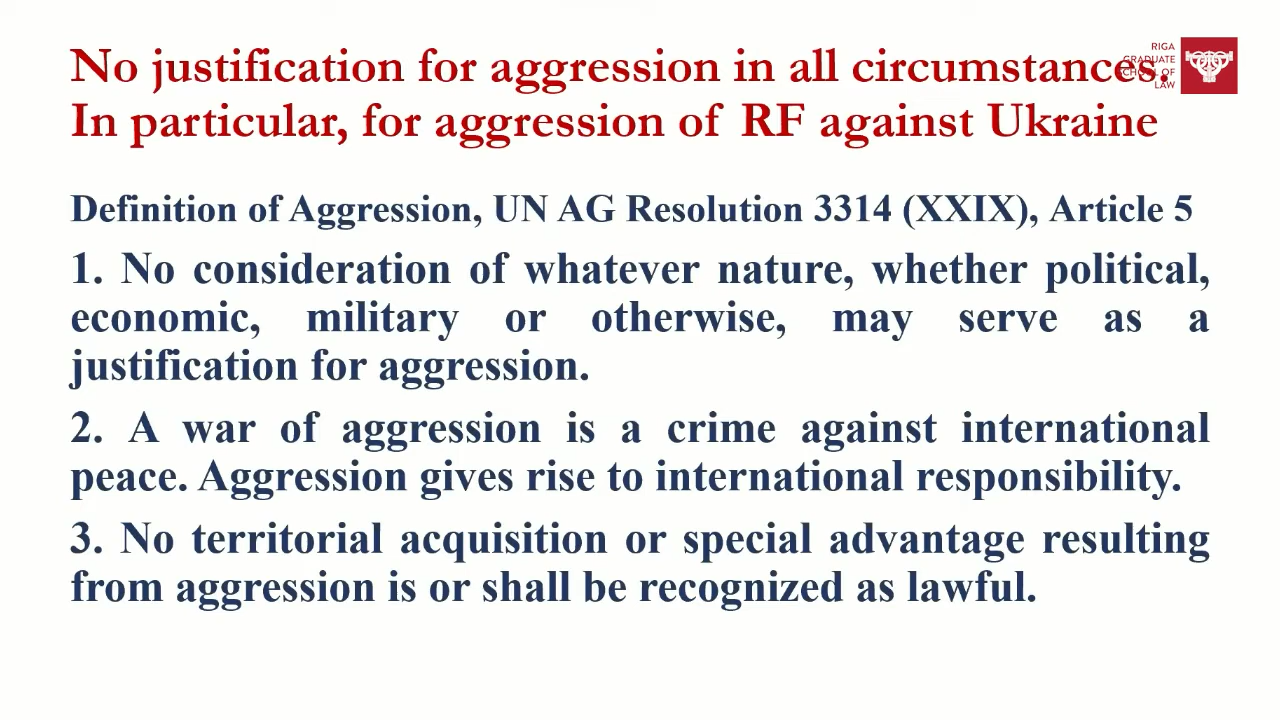 No justification for aggression in all circumstances.
In particular, for aggression of RF against Ukraine
RIGA
GRADUATE
SCHOOL OF
LAW
Definition of Aggression, UN AG Resolution 3314 (XXIX), Article 5
1. No consideration of whatever nature, whether political,
economic, military or otherwise, may serve as a
justification for aggression.
2. A war of aggression is a crime against international
peace. Aggression gives rise to international responsibility.
3. No territorial acquisition or special advantage resulting
from aggression is or shall be recognized as lawful.